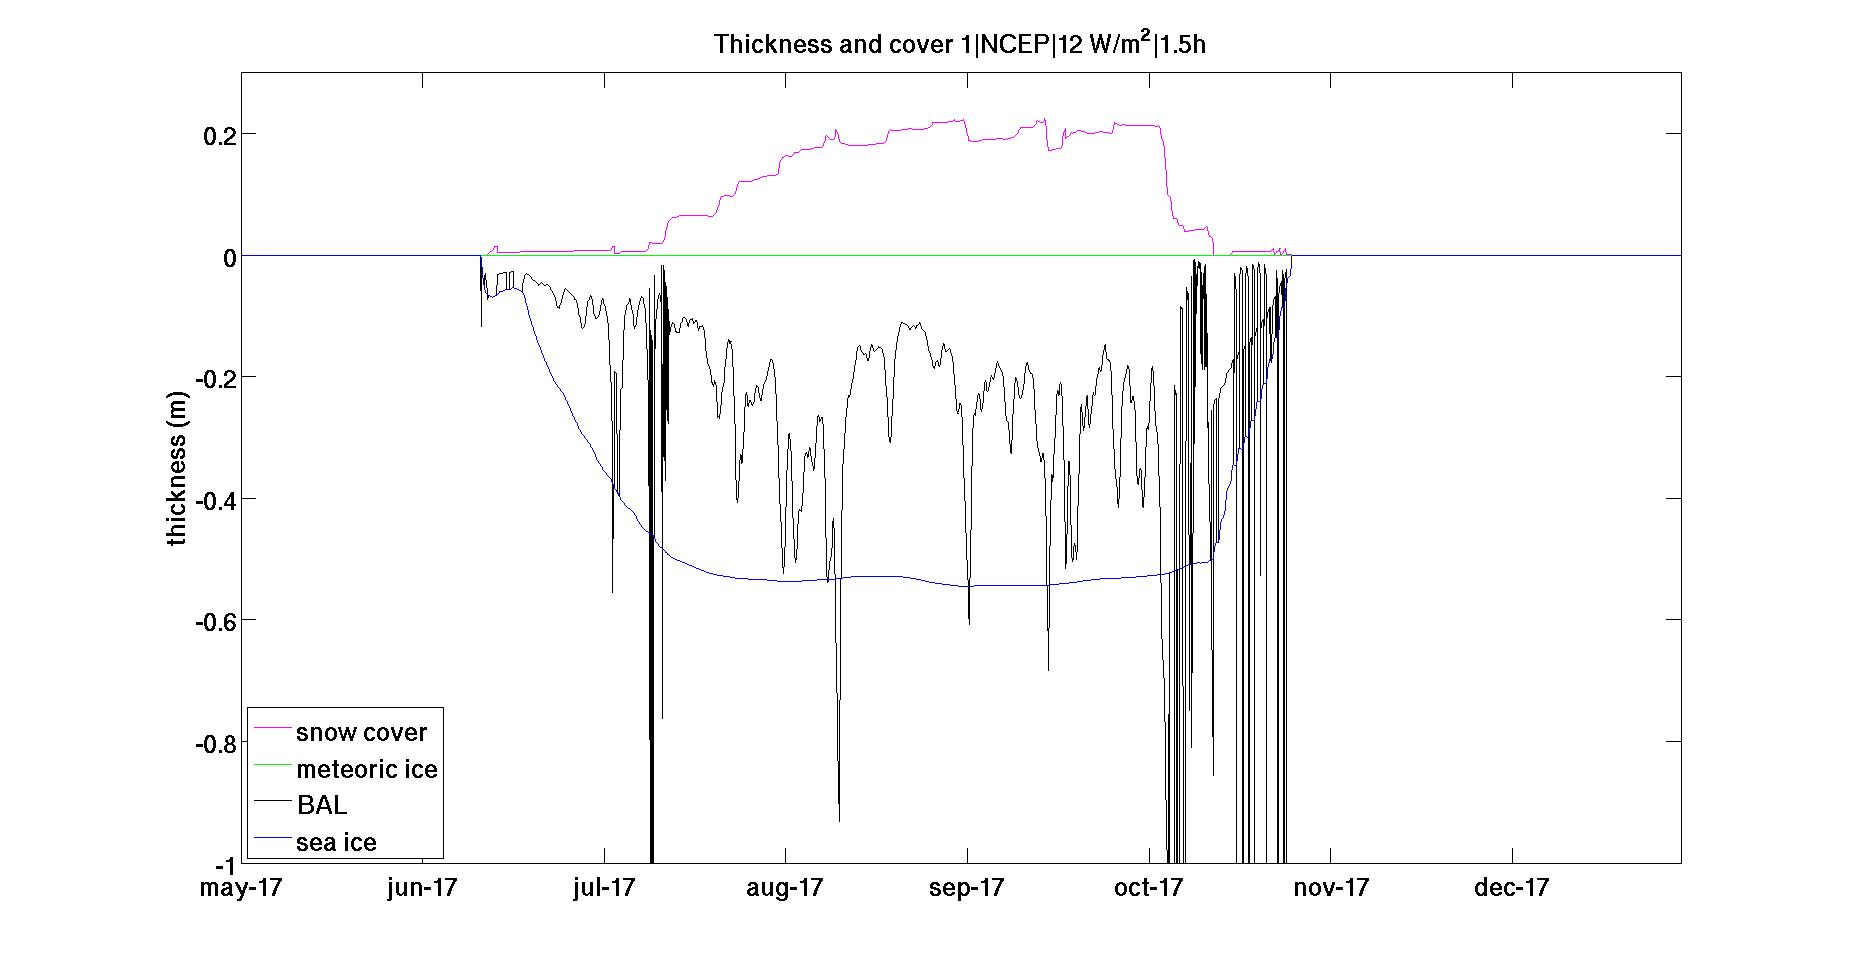 Thickness and cover 1|NCEP|12 W/m²|1.5h
thickness (m)
0.2
0
-0.2
-0.4
-0.6
-0.8
-1
snow cover
meteoric ice
BAL
sea ice
may-17 jun-17 jul-17 aug-17 sep-17 oct-17 nov-17 dec-17